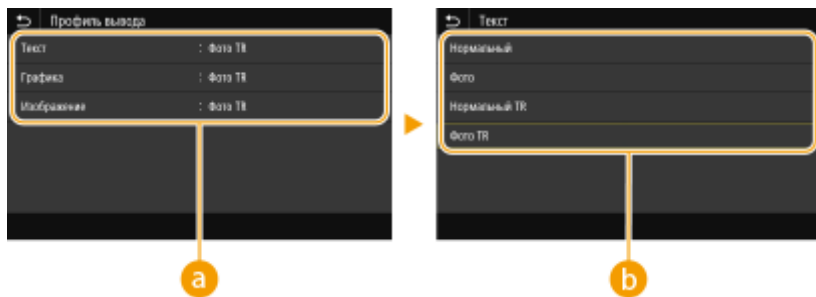 Профиль вывода
Текст : Фото TR
Графика : Фото TR
Изображение : Фото TR
a
Текст
Нормальный
Фото
Нормальный TR
Фото TR
b